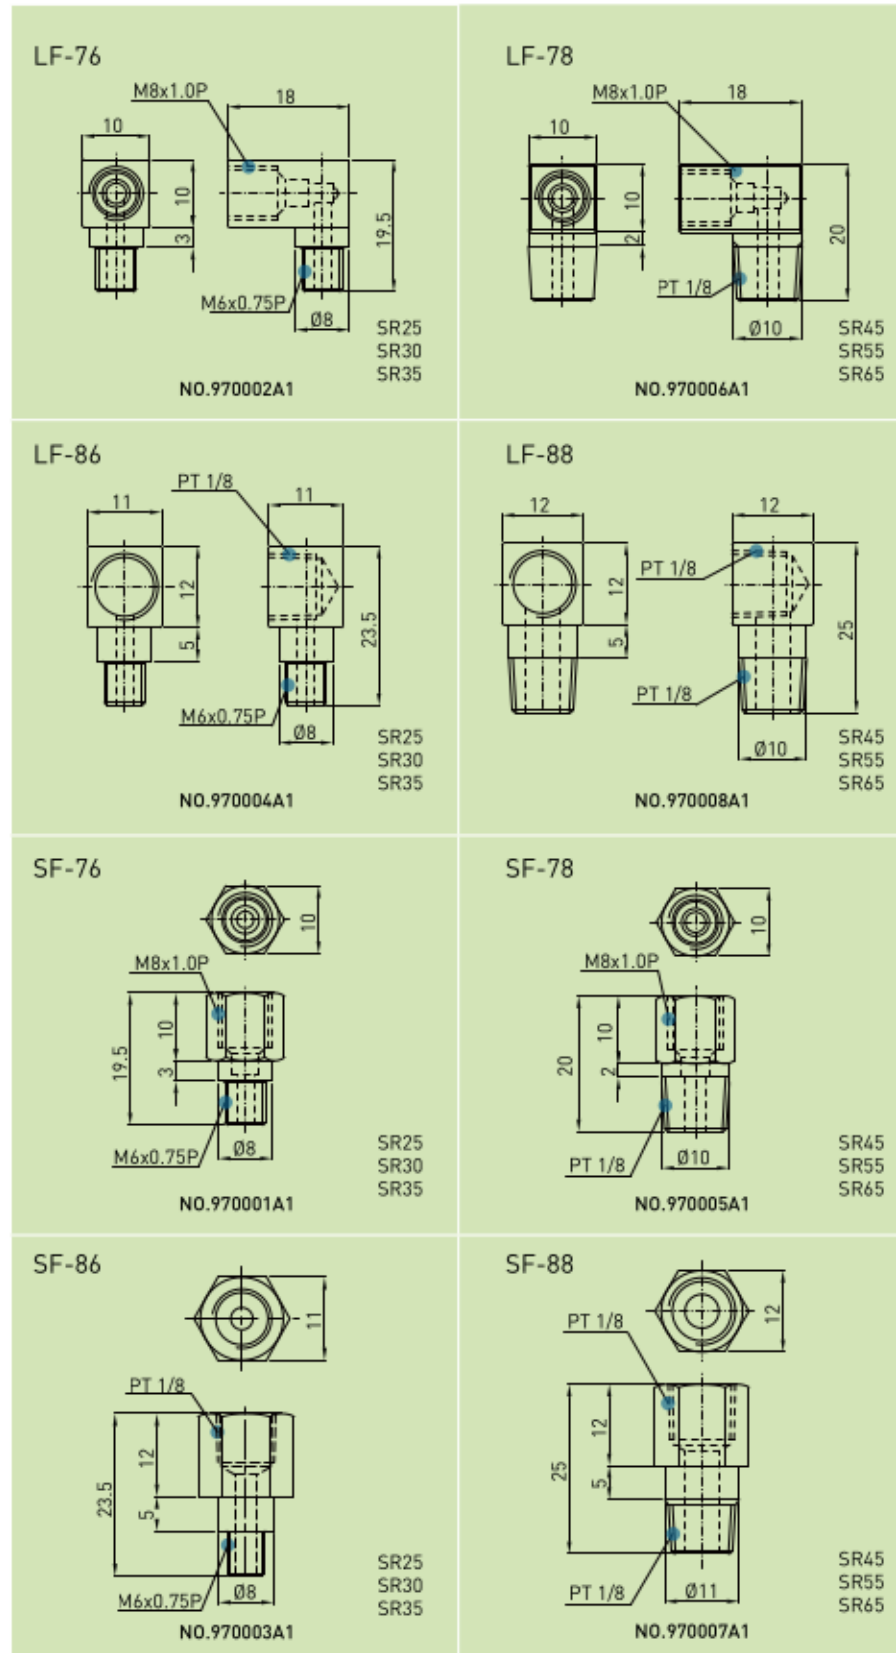 LF-76
M8x1.0P
18
10
10
3
19.5
M6x0.75P
Ø8
SR25
SR30
SR35
NO.970002A1
LF-78
M8x1.0P
18
10
10
2
20
PT 1/8
Ø10
SR45
SR55
SR65
NO.970006A1
LF-86
PT 1/8
11
11
12
5
23.5
M6x0.75P
Ø8
SR25
SR30
SR35
NO.970004A1
LF-88
12
12
PT 1/8
12
5
25
PT 1/8
Ø10
SR45
SR55
SR65
NO.970008A1
SF-76
10
M8x1.0P
19.5
10
3
M6x0.75P
Ø8
SR25
SR30
SR35
NO.970001A1
SF-78
10
M8x1.0P
20
10
2
PT 1/8
Ø10
SR45
SR55
SR65
NO.970005A1
SF-86
11
PT 1/8
23.5
12
5
M6x0.75P
Ø8
SR25
SR30
SR35
NO.970003A1
SF-88
12
PT 1/8
25
12
5
PT 1/8
Ø11
SR45
SR55
SR65
NO.970007A1